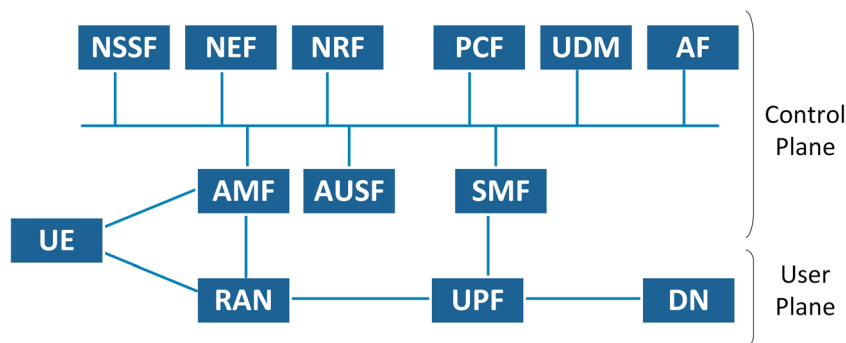 NSSF
NEF
NRF
PCF
UDM
AF
Control
Plane
AMF
AUSF
SMF
UE
RAN
UPF
DN
User
Plane